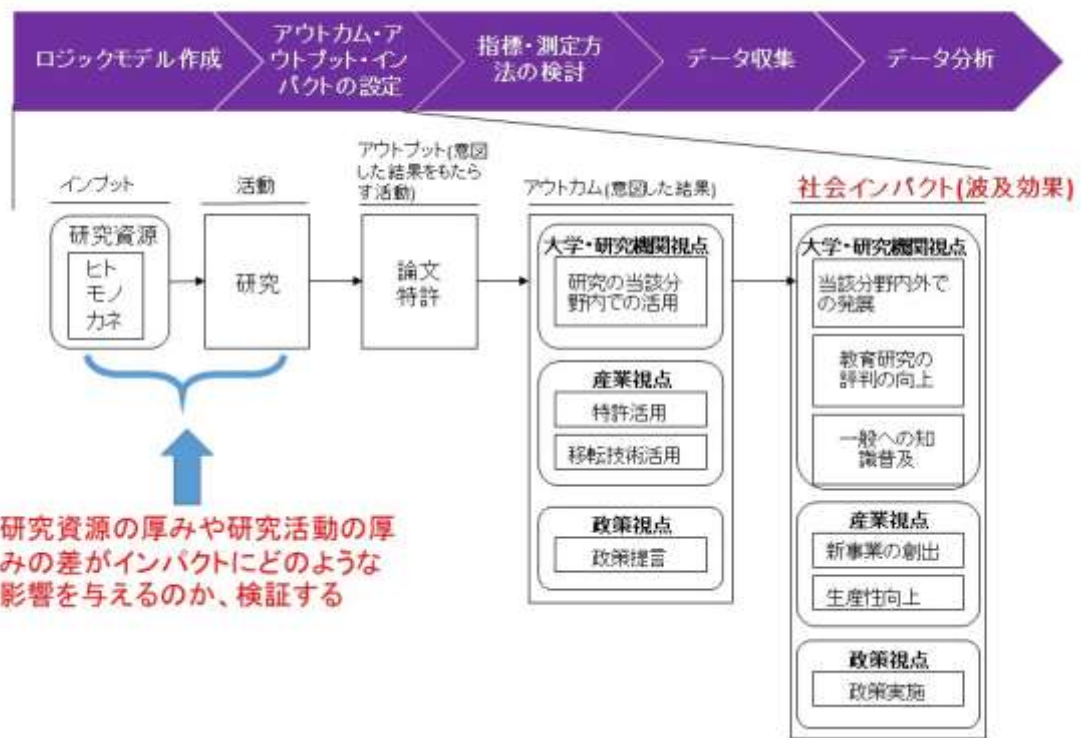 ロジックモデル作成
アウトカム・ア
ウトプット・イン
パクトの設定
指標・測定方
法の検討
データ収集
データ分析
インプット
研究資源
ヒト
モノ
カネ
活動
研究
アウトプット(意図
した結果をもたら
す活動)
論文
特許
アウトカム(意図した結果)
大学・研究機関視点
研究の当該分
野内での活用
産業視点
特許活用
移転技術活用
政策視点
政策提言
社会インパクト(波及効果)
大学・研究機関視点
当該分野内外で
の発展
教育研究の
評判の向上
一般への知
識普及
産業視点
新事業の創出
生産性向上
政策視点
政策実施
研究資源の厚みや研究活動の厚
みの差がインパクトにどのような
影響を与えるのか、検証する